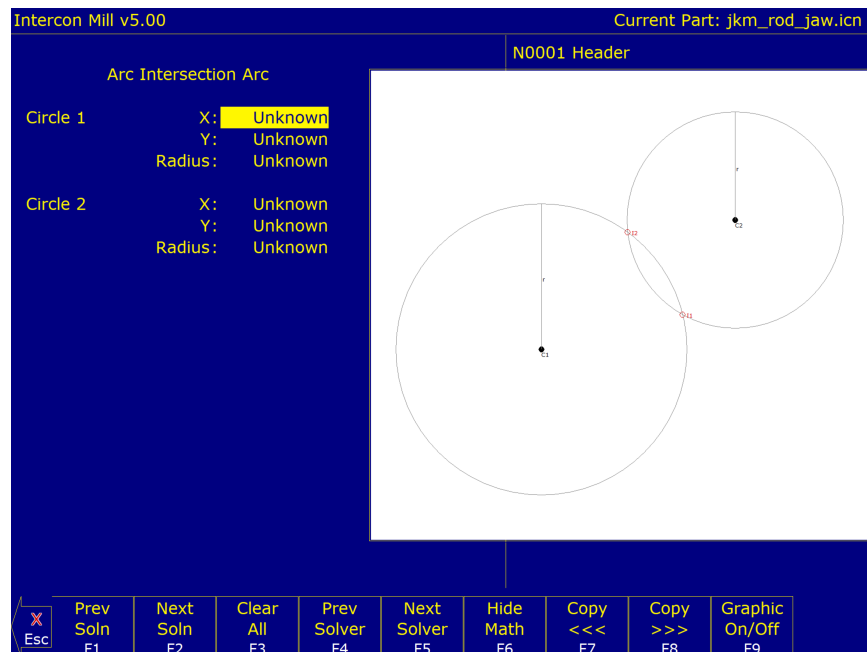 Intercon Mill v5.00
Current Part: jkm_rod_jaw.icn
N0001 Header
Arc Intersection Arc
Circle 1 X: Unknown
Y: Unknown
Radius: Unknown
Circle 2 X: Unknown
Y: Unknown
Radius: Unknown
r
C2
I2
r
I1
C1
X Esc
Prev Soln F1
Next Soln F2
Clear All F3
Prev Solver F4
Next Solver F5
Hide Math F6
Copy <<< F7
Copy >>> F8
Graphic On/Off F9